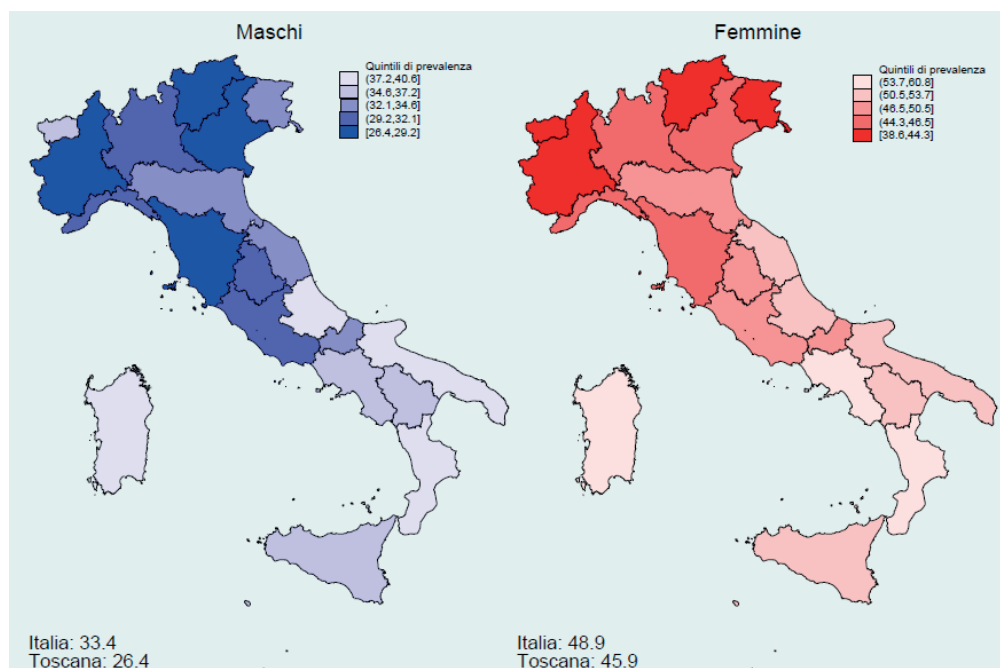 Maschi
Quintili di prevalenza
(37.2,40.6]
(34.6,37.2]
(32.1,34.6]
(29.2,32.1]
[26.4,29.2]
Italia: 33.4
Toscana: 26.4
Femmine
Quintili di prevalenza
(53.7,60.8]
(50.5,53.7]
(46.5,50.5]
(44.3,46.5]
[38.6,44.3]
Italia: 48.9
Toscana: 45.9